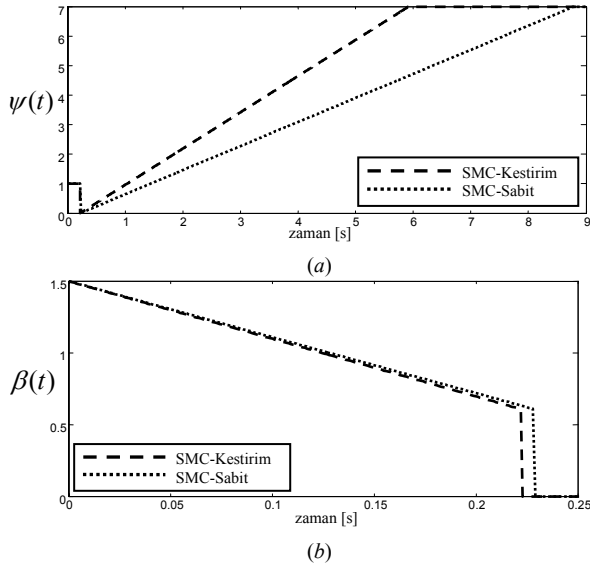 7
6
5
4
3
2
1
0
ψ(t)
SMC-Kestirim
SMC-Sabit
0 1 2 3 4 5 6 7 8 9
zaman [s]
(a)
1.5
1
0.5
0
β(t)
SMC-Kestirim
SMC-Sabit
0 0.05 0.1 0.15 0.2 0.25
zaman [s]
(b)